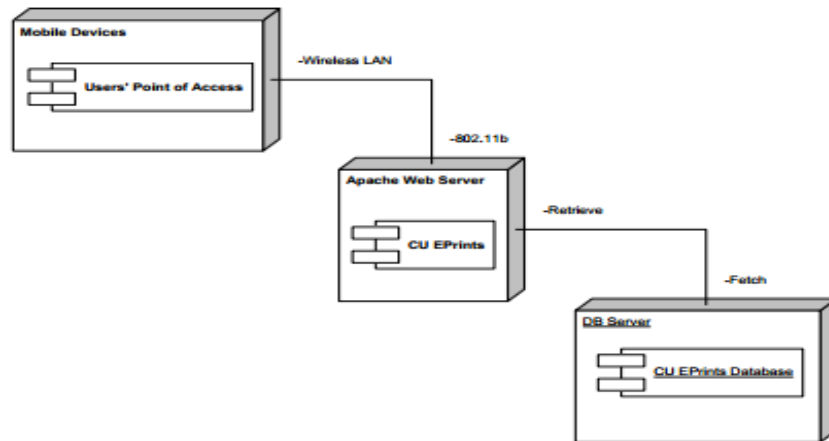 Mobile Devices
Users' Point of Access
-Wireless LAN
-802.11b
Apache Web Server
CU EPrints
-Retrieve
-Fetch
DB Server
CU EPrints Database